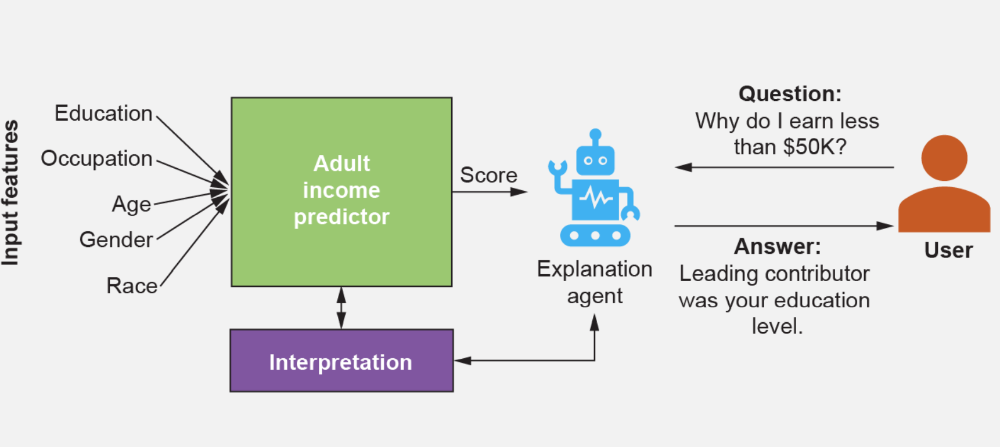 Input features
Education
Occupation
Age
Gender
Race
Adult
income
predictor
Interpretation
Score
Explanation
agent
Question:
Why do I earn less
than $50K?
Answer:
Leading contributor
was your education
level.
User